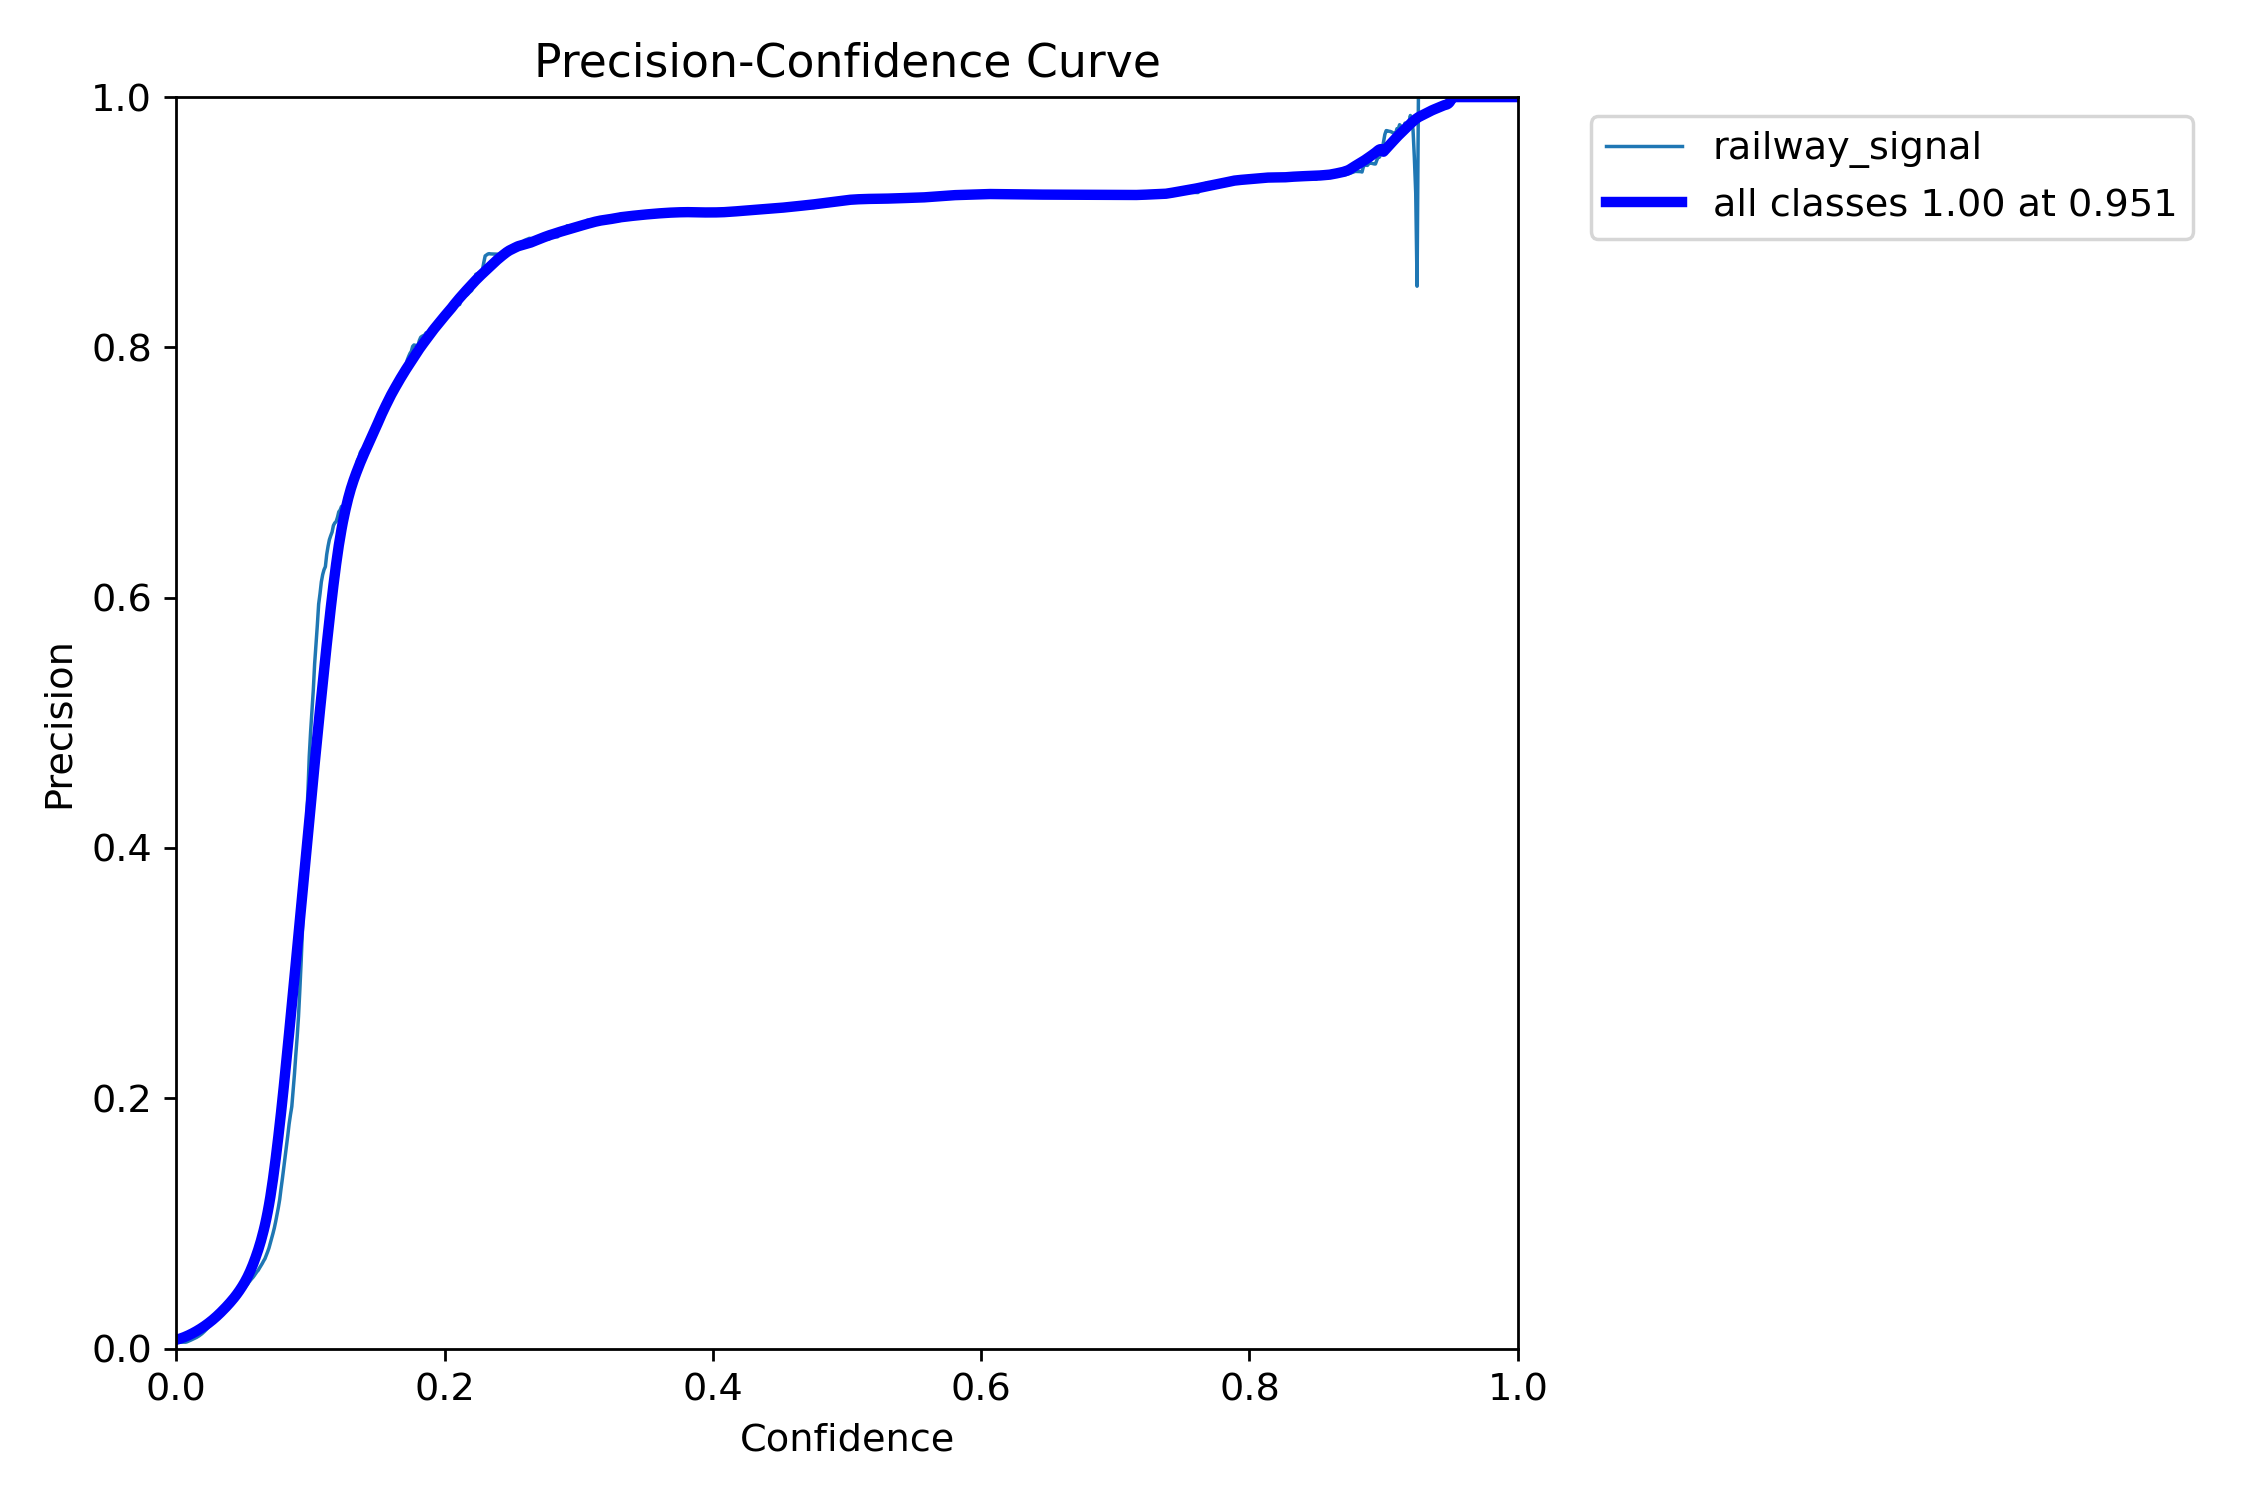 Precision-Confidence Curve
1.0
0.8
0.6
0.4
0.2
0.0
Precision
0.0 0.2 0.4 0.6 0.8 1.0
Confidence
railway_signal
all classes 1.00 at 0.951